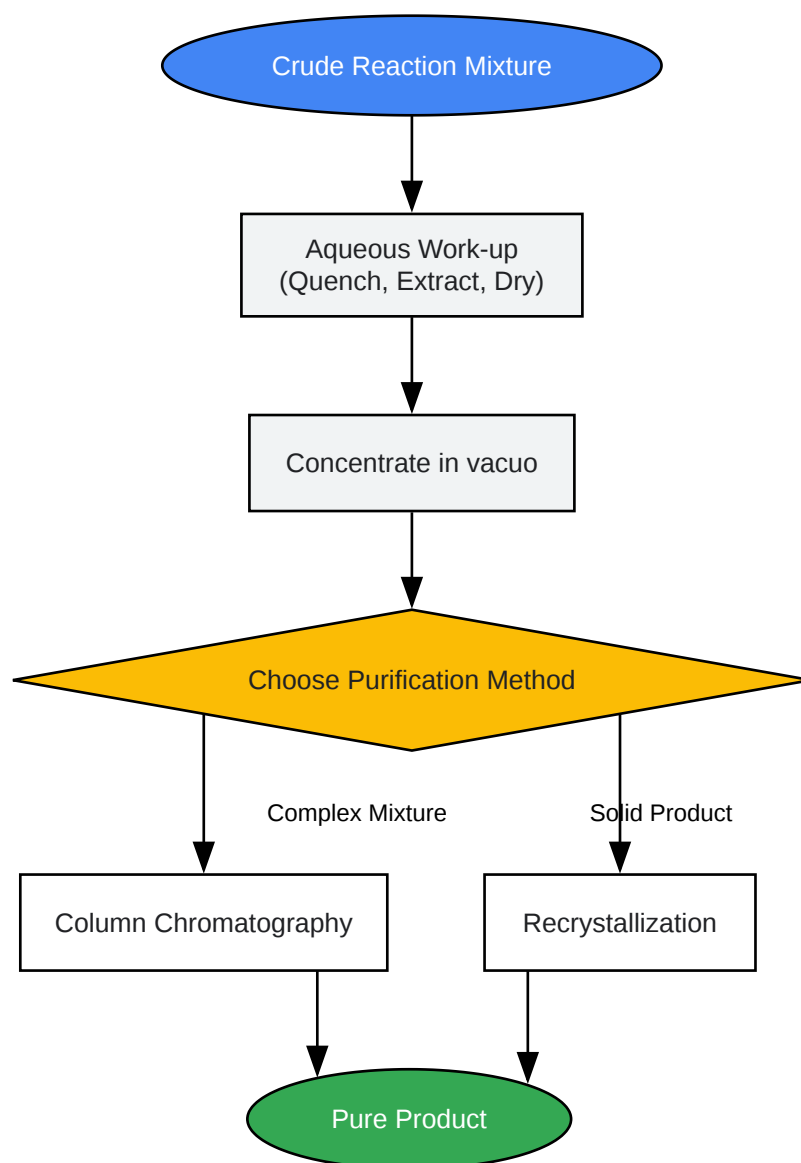 Crude Reaction Mixture
Aqueous Work-up
(Quench, Extract, Dry)
Concentrate in vacuo
Choose Purification Method
Complex Mixture
Solid Product
Column Chromatography
Recrystallization
Pure Product